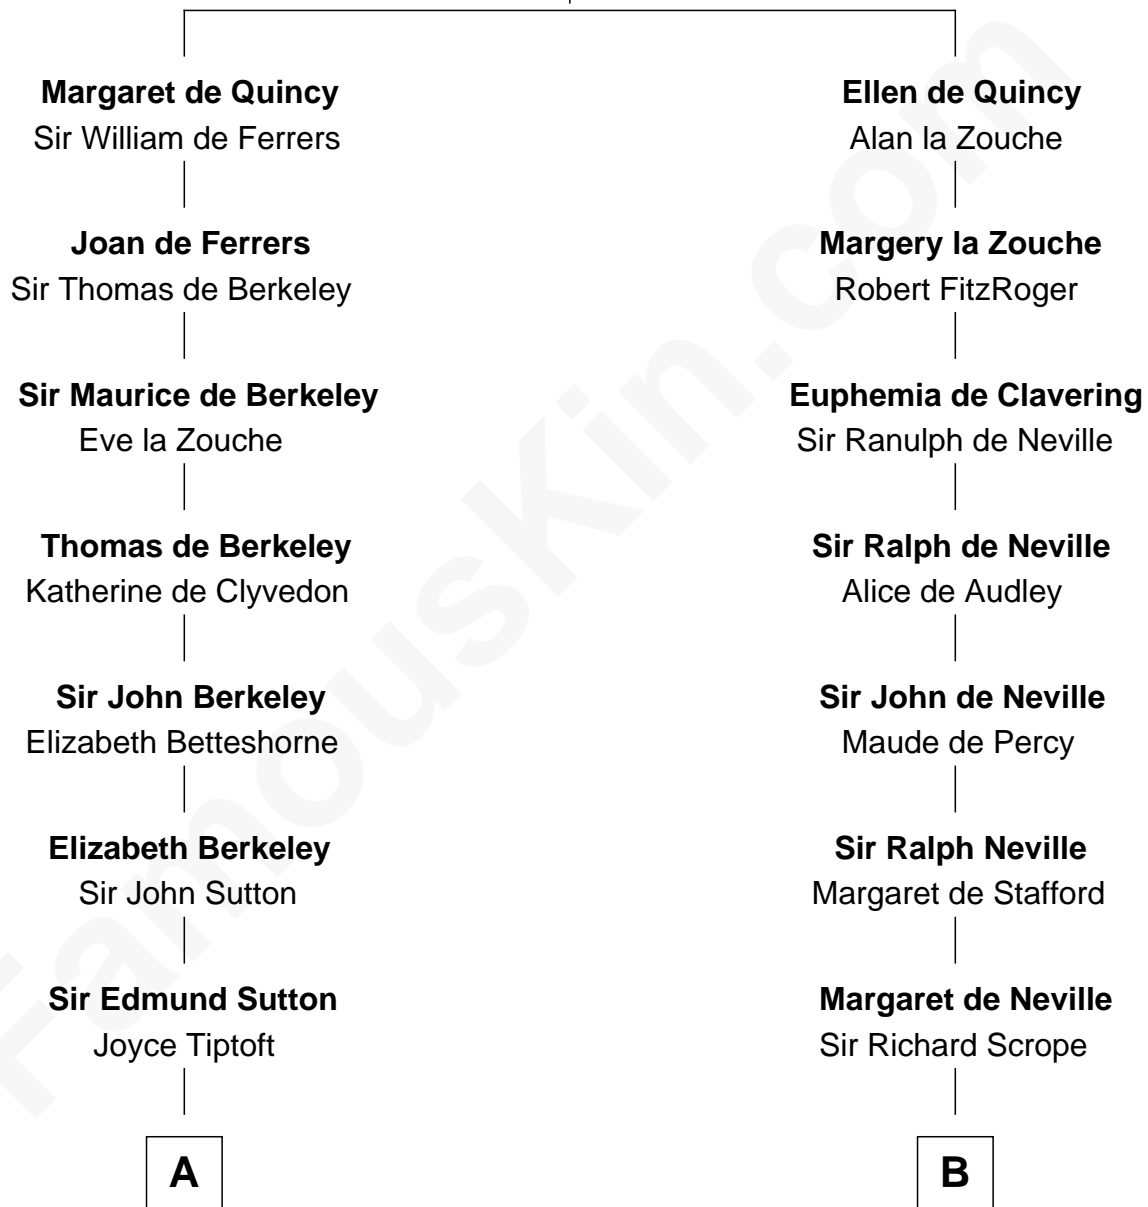 Margaret de Quincy
Sir William de Ferrers
Joan de Ferrers
Sir Thomas de Berkeley
Sir Maurice de Berkeley
Eve la Zouche
Thomas de Berkeley
Katherine de Clyvedon
Sir John Berkeley
Elizabeth Betteshorne
Elizabeth Berkeley
Sir John Sutton
Sir Edmund Sutton
Joyce Tiptoft
A
Ellen de Quincy
Alan la Zouche
Margery la Zouche
Robert FitzRoger
Euphemia de Clavering
Sir Ranulph de Neville
Sir Ralph de Neville
Alice de Audley
Sir John de Neville
Maude de Percy
Sir Ralph Neville
Margaret de Stafford
Margaret de Neville
Sir Richard Scrope
B
FamousKin.com